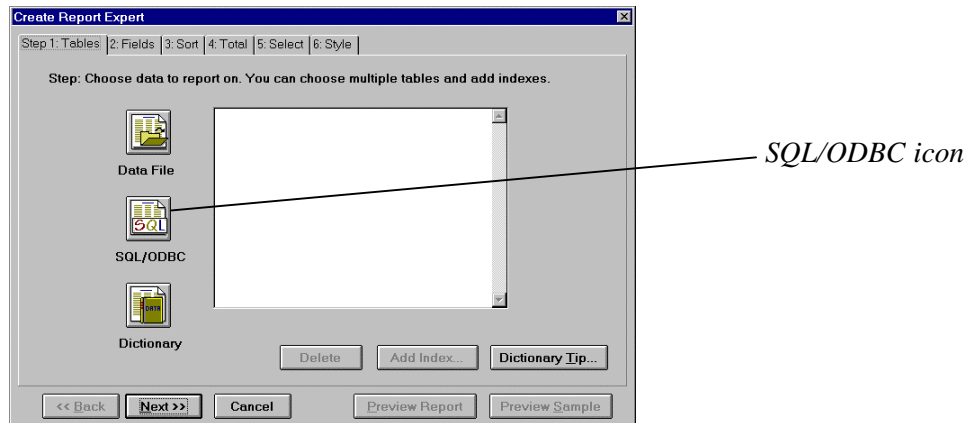 Create Report Expert
Step 1: Tables 2: Fields 3: Sort 4: Total 5: Select 6: Style
Step: Choose data to report on. You can choose multiple tables and add indexes.
Data File
SQL/ODBC icon
SQL
SQL/ODBC
DATA
Dictionary
Delete Add Index... Dictionary Tip...
<< Back Next >> Cancel Preview Report Preview Sample